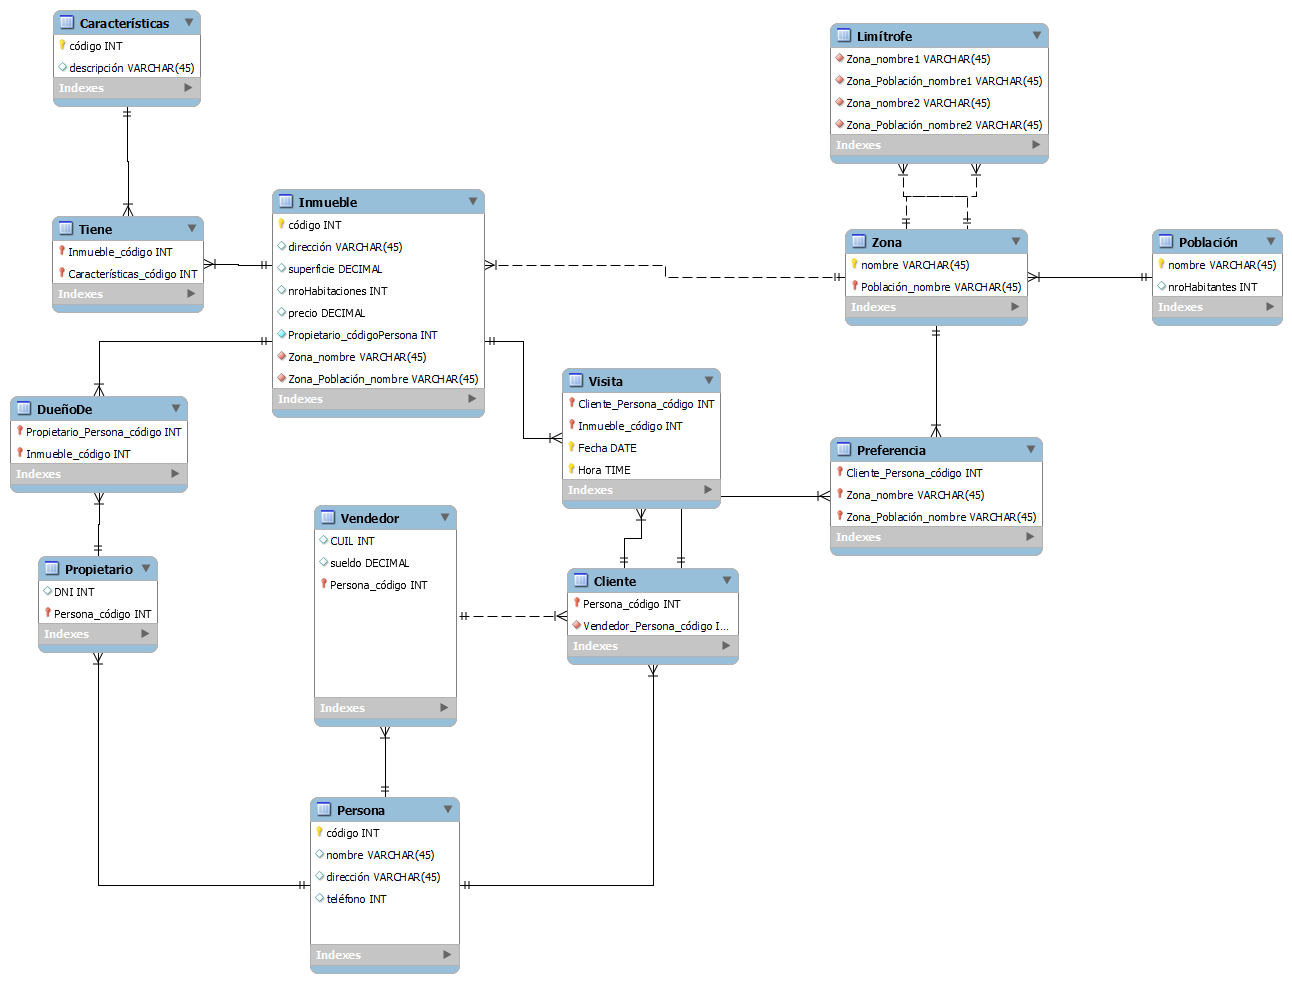 Características
código INT
descripción VARCHAR(45)
Indexes
Limítrofe
Zona_nombre1 VARCHAR(45)
Zona_Población_nombre1 VARCHAR(45)
Zona_nombre2 VARCHAR(45)
Zona_Población_nombre2 VARCHAR(45)
Indexes
Tiene
Inmueble_código INT
Características_código INT
Indexes
Inmueble
código INT
dirección VARCHAR(45)
superficie DECIMAL
nroHabitaciones INT
precio DECIMAL
Propietario_códigoPersona INT
Zona_nombre VARCHAR(45)
Zona_Población_nombre VARCHAR(45)
Indexes
Zona
nombre VARCHAR(45)
Población_nombre VARCHAR(45)
Indexes
Población
nombre VARCHAR(45)
nroHabitantes INT
Indexes
DueñoDe
Propietario_Persona_código INT
Inmueble_código INT
Indexes
Visita
Cliente_Persona_código INT
Inmueble_código INT
Fecha DATE
Hora TIME
Indexes
Preferencia
Cliente_Persona_código INT
Zona_nombre VARCHAR(45)
Zona_Población_nombre VARCHAR(45)
Indexes
Vendedor
CUIL INT
sueldo DECIMAL
Persona_código INT
Indexes
Propietario
DNI INT
Persona_código INT
Indexes
Cliente
Persona_código INT
Vendedor_Persona_código I...
Indexes
Persona
código INT
nombre VARCHAR(45)
dirección VARCHAR(45)
teléfono INT
Indexes